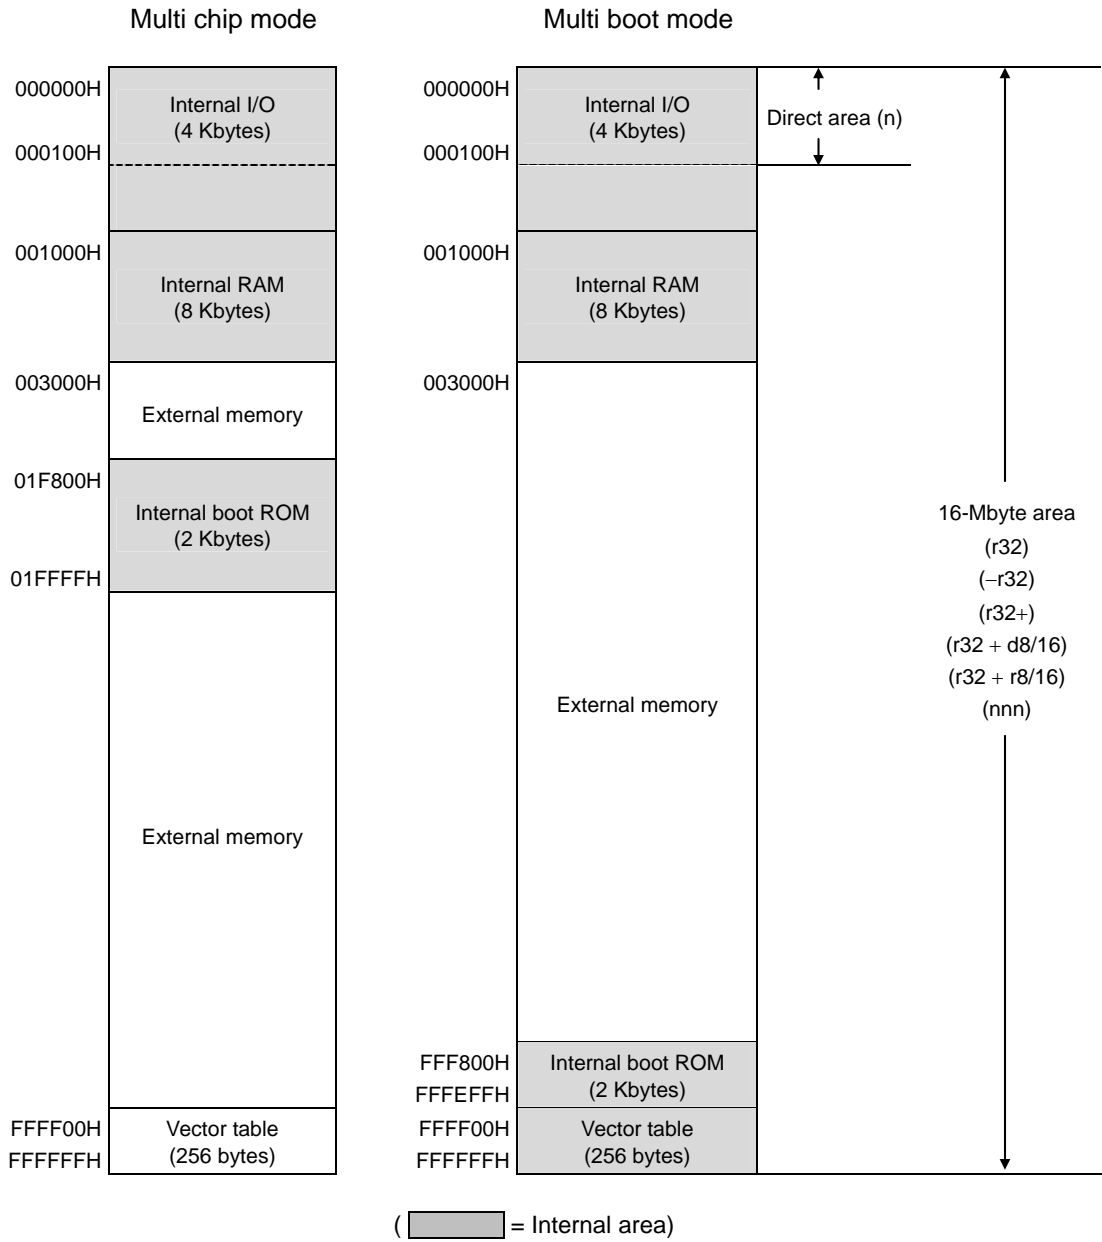 Multi chip mode
000000H
Internal I/O
(4 Kbytes)
000100H
001000H
Internal RAM
(8 Kbytes)
003000H
External memory
01F800H
Internal boot ROM
(2 Kbytes)
01FFFFH
External memory
FFFF00H
Vector table
FFFFFFH
(256 bytes)
Multi boot mode
000000H
Internal I/O
(4 Kbytes)
000100H
001000H
Internal RAM
(8 Kbytes)
003000H
External memory
FFF800H
Internal boot ROM
FFFEFFH
(2 Kbytes)
FFFF00H
Vector table
FFFFFFH
(256 bytes)
Direct area (n)
16-Mbyte area
(r32)
(−r32)
(r32+)
(r32 + d8/16)
(r32 + r8/16)
(nnn)
( = Internal area)